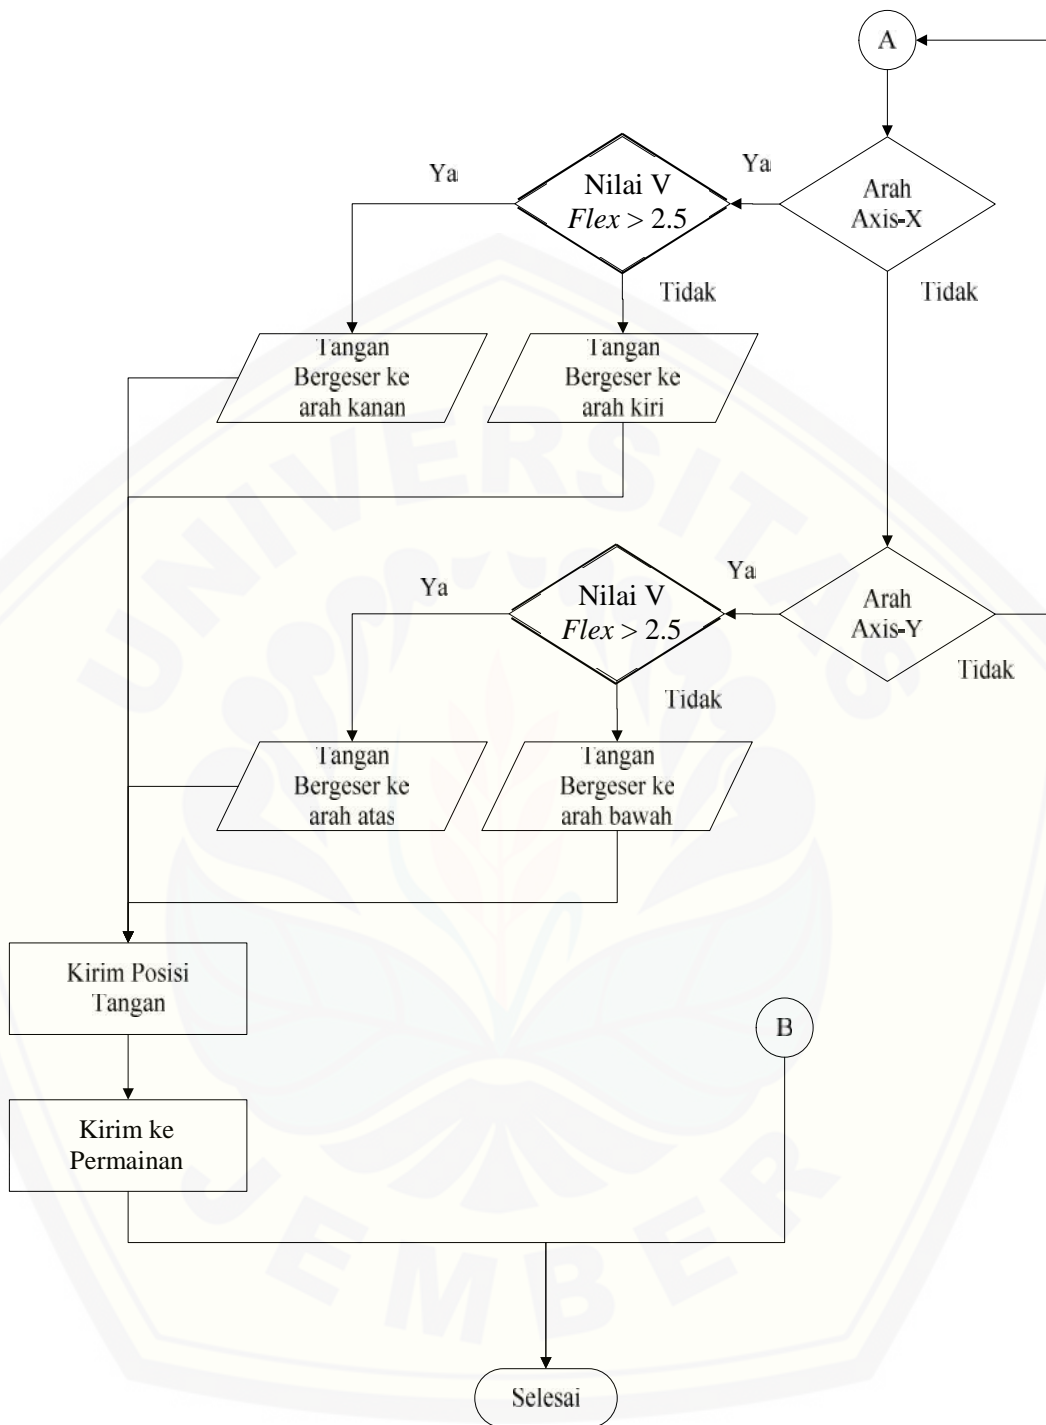 A
Arah
Axis-X
Ya
Nilai V
Flex > 2.5
Ya
Tidak
Tidak
Tangan
Bergeser ke
arah kanan
Tangan
Bergeser ke
arah kiri
Arah
Axis-Y
Ya
Nilai V
Flex > 2.5
Ya
Tidak
Tidak
Tangan
Bergeser ke
arah atas
Tangan
Bergeser ke
arah bawah
Kirim Posisi
Tangan
Kirim ke
Permainan
B
Selesai
UNIVERSITAS
JEMBER